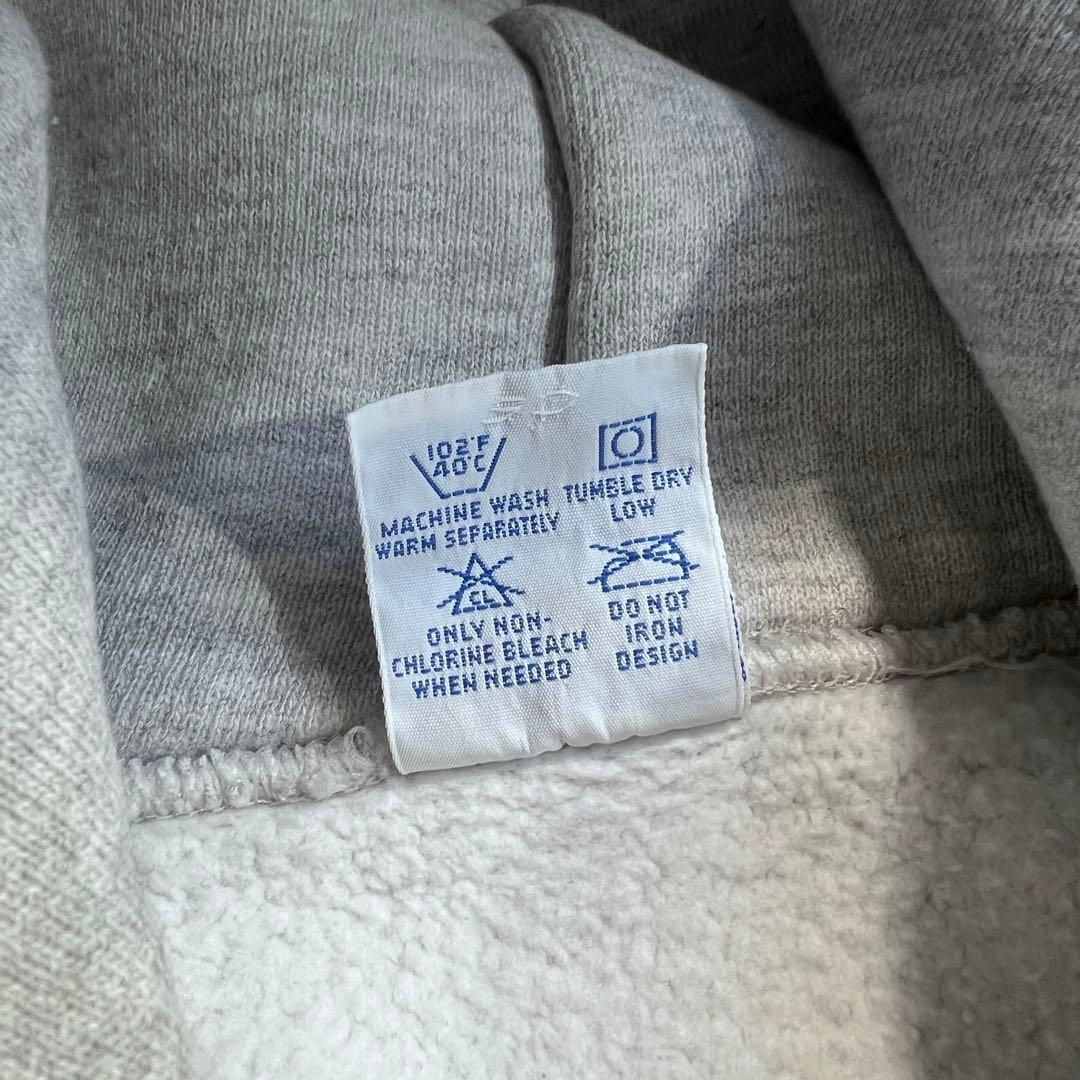 102°F
40°C
MACHINE WASH
WARM SEPARATELY
TUMBLE DRY
LOW
CL
ONLY NON-
CHLORINE BLEACH
WHEN NEEDED
DO NOT
IRON
DESIGN